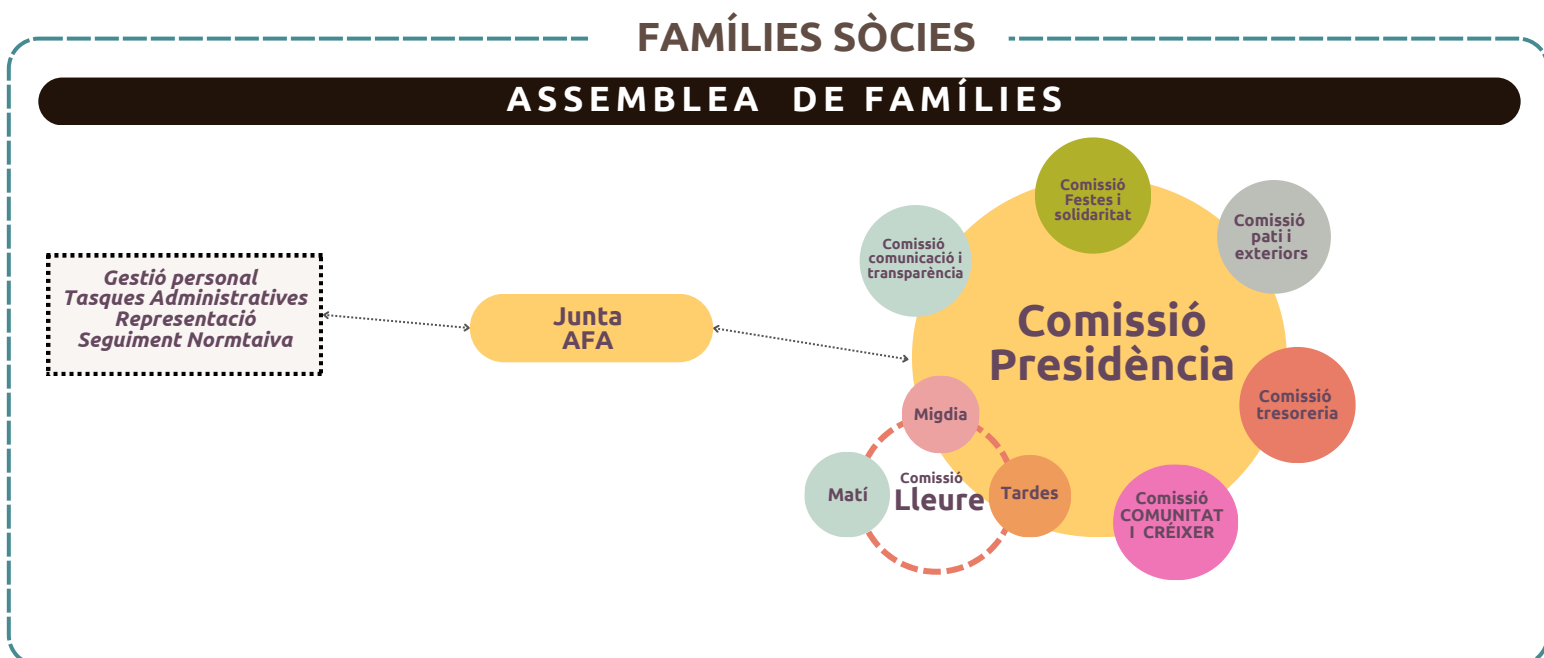 FAMÍLIES SÒCIES
ASSEMBLEA DE FAMÍLIES
Gestió personal
Tasques Administratives
Representació
Seguiment Normtaiva
Junta
AFA
Comissió
Presidència
Comissió
comunicació i
transparència
Comissió
Festes i
solidaritat
Comissió
pati i
exteriors
Comissió
tresoreria
Comissió
COMUNITAT
I CRÉIXER
Migdia
Matí
Comissió
Lleure
Tardes